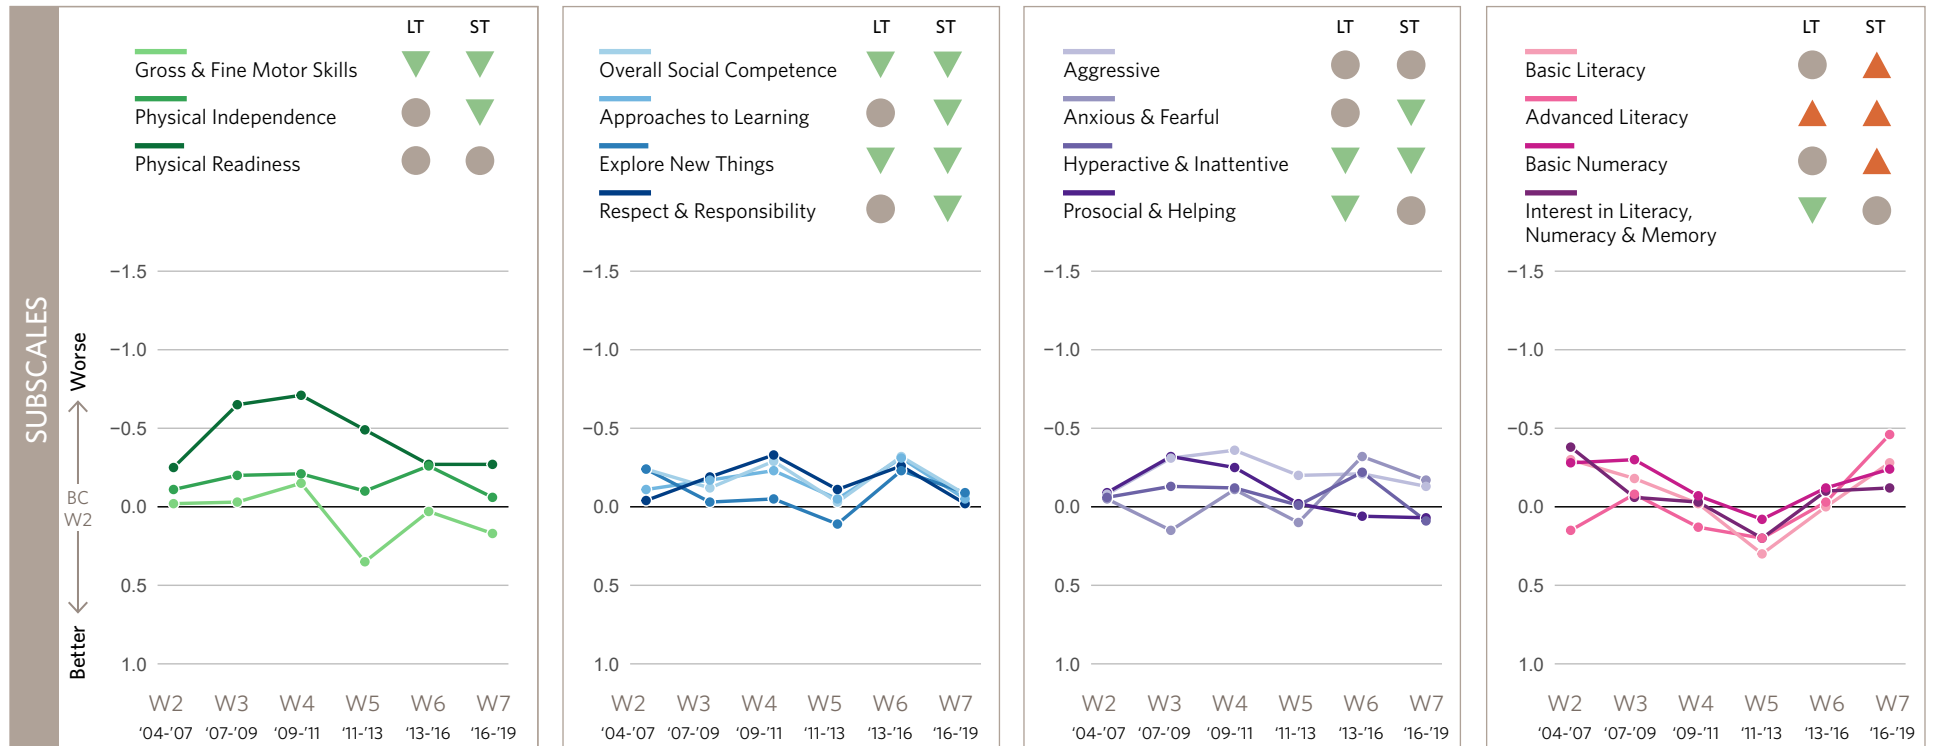 SUBSCALES
Worse
BC
W2
Better
LT ST
Gross & Fine Motor Skills
Physical Independence
Physical Readiness
−1.5
−1.0
−0.5
0.0
0.5
1.0
W2 W3 W4 W5 W6 W7
‘04-’07 ‘07-’09 ‘09-’11 ‘11-’13 ‘13-’16 ‘16-’19
LT ST
Overall Social Competence
Approaches to Learning
Explore New Things
Respect & Responsibility
−1.5
−1.0
−0.5
0.0
0.5
1.0
W2 W3 W4 W5 W6 W7
‘04-’07 ‘07-’09 ‘09-’11 ‘11-’13 ‘13-’16 ‘16-’19
LT ST
Aggressive
Anxious & Fearful
Hyperactive & Inattentive
Prosocial & Helping
−1.5
−1.0
−0.5
0.0
0.5
1.0
W2 W3 W4 W5 W6 W7
‘04-’07 ‘07-’09 ‘09-’11 ‘11-’13 ‘13-’16 ‘16-’19
LT ST
Basic Literacy
Advanced Literacy
Basic Numeracy
Interest in Literacy,
Numeracy & Memory
−1.5
−1.0
−0.5
0.0
0.5
1.0
W2 W3 W4 W5 W6 W7
‘04-’07 ‘07-’09 ‘09-’11 ‘11-’13 ‘13-’16 ‘16-’19